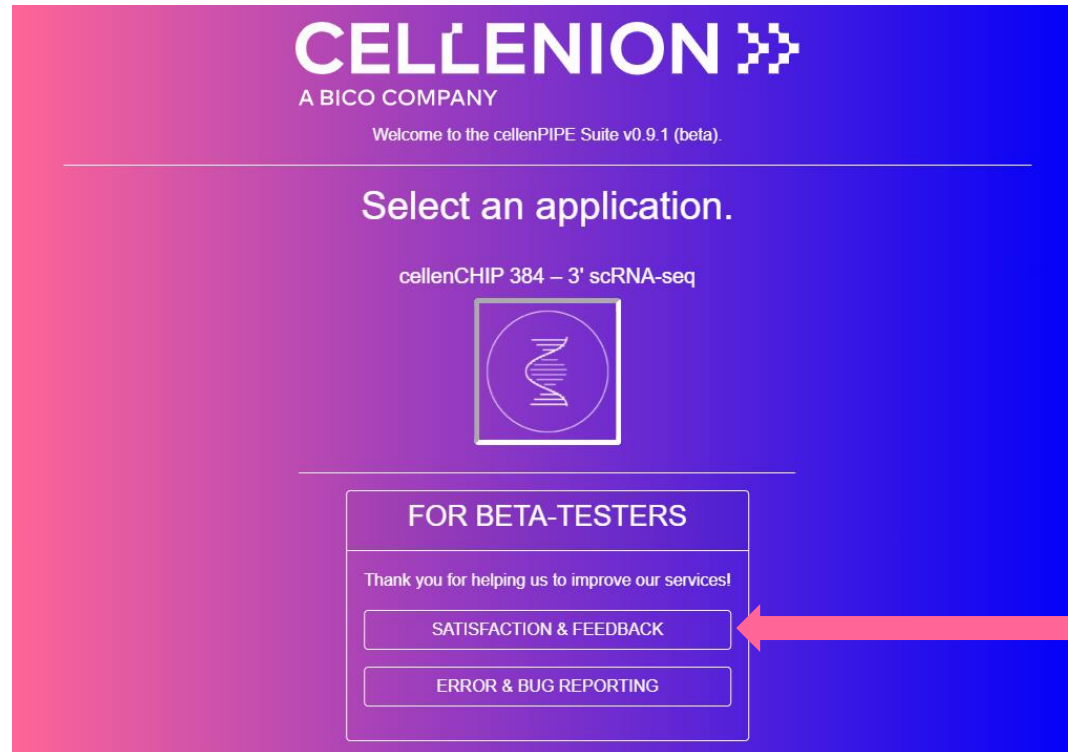 CELLENION
A BICO COMPANY
Welcome to the cellenPIPE Suite v0.9.1 (beta).
Select an application.
cellenCHIP 384 – 3' scRNA-seq
FOR BETA-TESTERS
Thank you for helping us to improve our services!
SATISFACTION & FEEDBACK
ERROR & BUG REPORTING